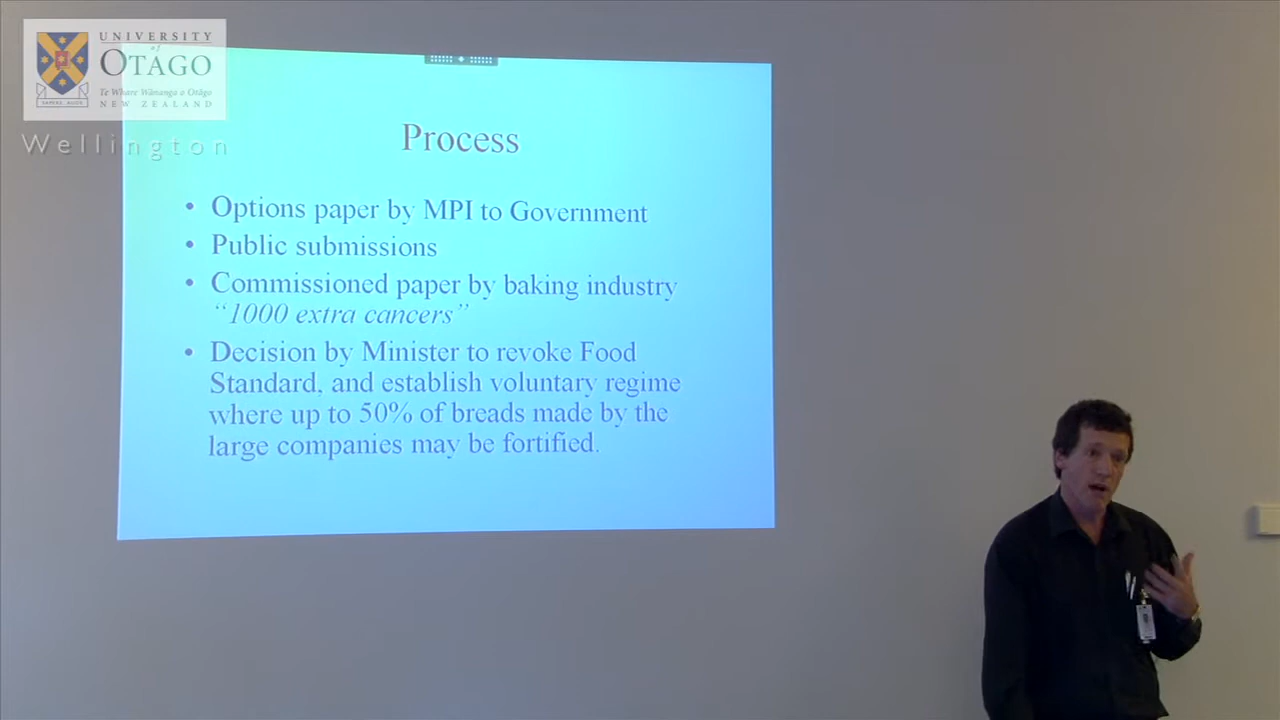 UNIVERSITY
of
OTAGO
Te Whare Wānanga o Otāgo
NEW ZEALAND
SAPERE AUDE
Wellington
Process
• Options paper by MPI to Government
• Public submissions
• Commissioned paper by baking industry
“1000 extra cancers”
• Decision by Minister to revoke Food
Standard, and establish voluntary regime
where up to 50% of breads made by the
large companies may be fortified.